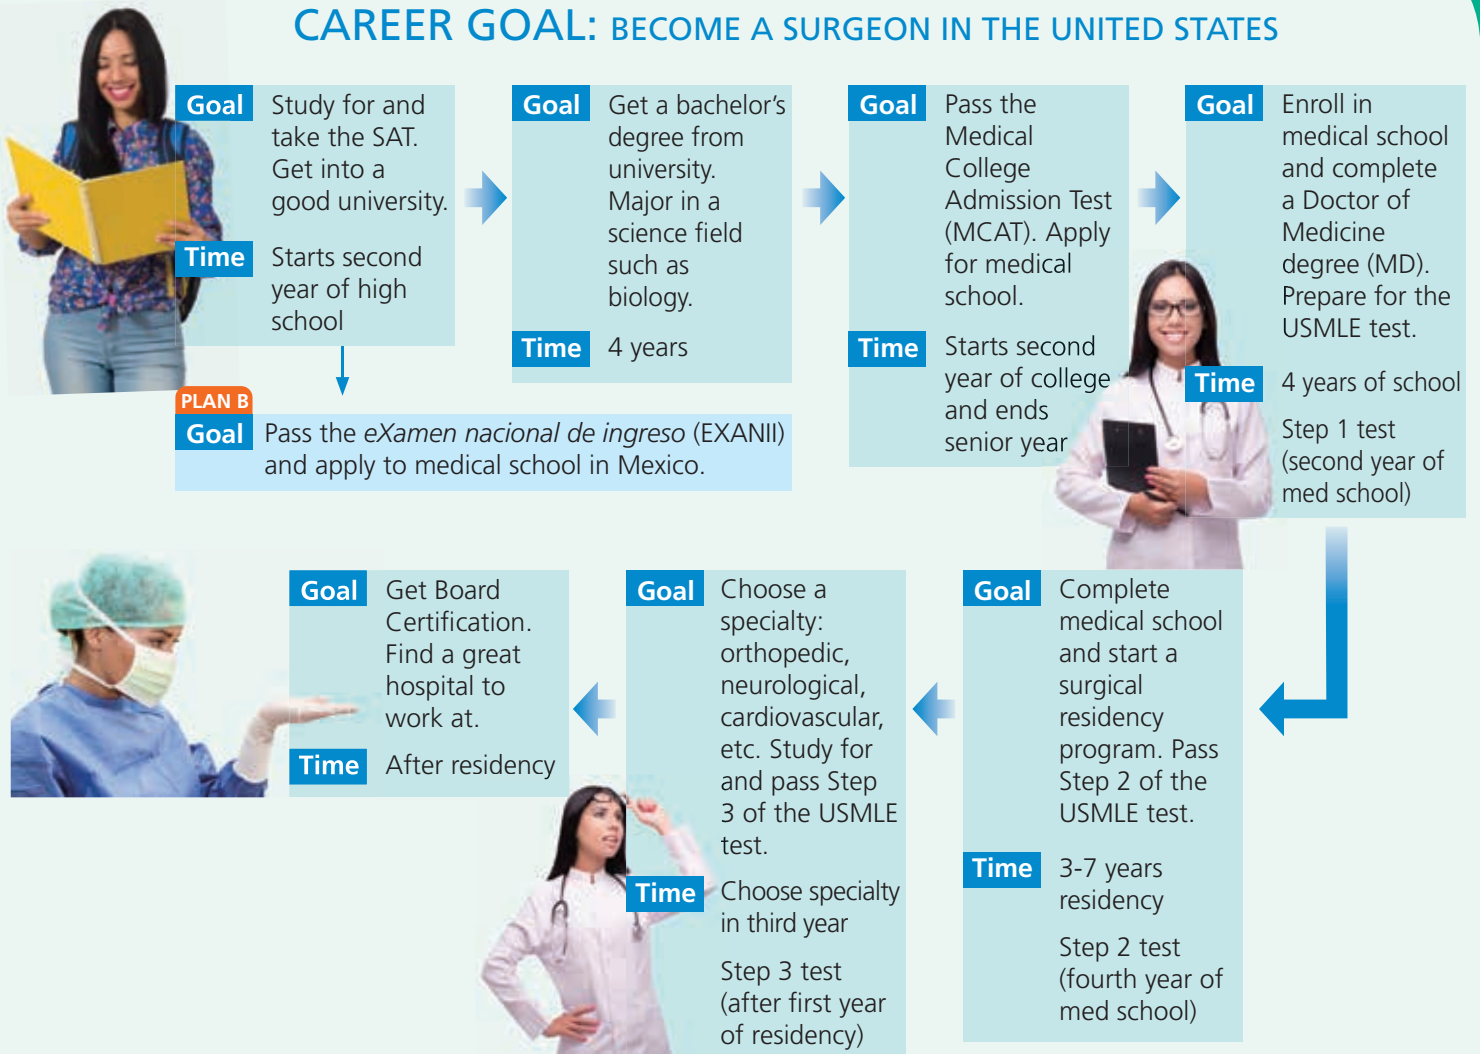 CAREER GOAL: BECOME A SURGEON IN THE UNITED STATES
Goal
Study for and
take the SAT.
Get into a
good university.
Time
Starts second
year of high
school
PLAN B
Goal
Pass the eXamen nacional de ingreso (EXANII)
and apply to medical school in Mexico.
Goal
Get a bachelor's
degree from
university.
Major in a
science field
such as
biology.
Time
4 years
Goal
Pass the
Medical
College
Admission Test
(MCAT). Apply
for medical
school.
Time
Starts second
year of college
and ends
senior year
Goal
Enroll in
medical school
and complete
a Doctor of
Medicine
degree (MD).
Prepare for the
USMLE test.
Time
4 years of school
Step 1 test
(second year of
med school)
Goal
Complete
medical school
and start a
surgical
residency
program. Pass
Step 2 of the
USMLE test.
Time
3-7 years
residency
Step 2 test
(fourth year of
med school)
Goal
Choose a
specialty:
orthopedic,
neurological,
cardiovascular,
etc. Study for
and pass Step
3 of the USMLE
test.
Time
Choose specialty
in third year
Step 3 test
(after first year
of residency)
Goal
Get Board
Certification.
Find a great
hospital to
work at.
Time
After residency